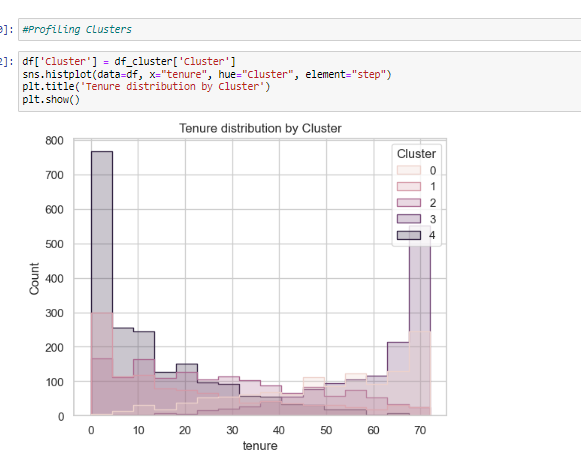 ]: #Profiling Clusters
]: df['Cluster'] = df_cluster['Cluster']
sns.histplot(data=df, x="tenure", hue="Cluster", element="step")
plt.title('Tenure distribution by Cluster')
plt.show()
Tenure distribution by Cluster
800
700
600
500
400
300
200
100
0
Count
Cluster
0
1
2
3
4
0 10 20 30 40 50 60 70
tenure